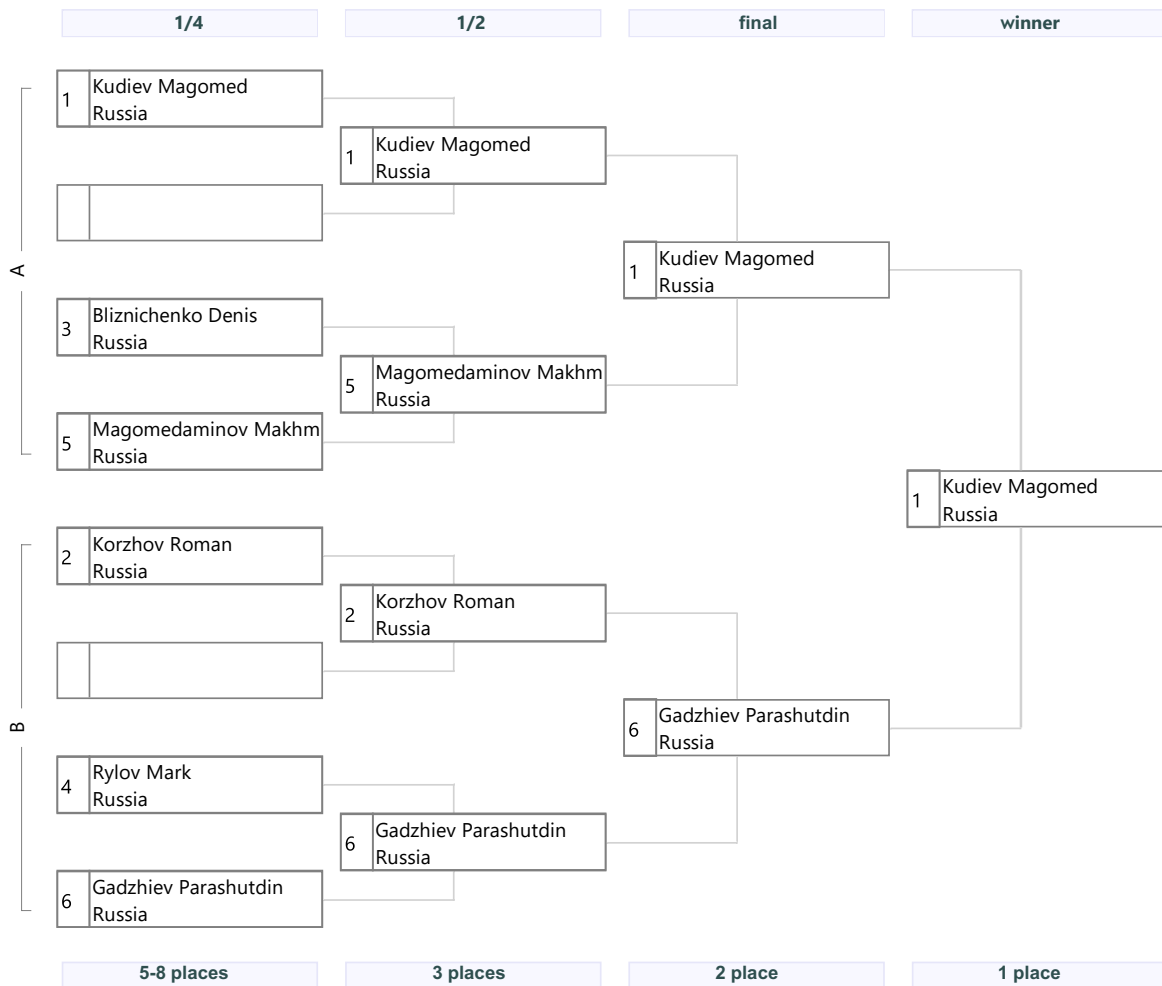 1/4
1/2
final
winner
A
1
Kudiev Magomed
Russia
3
Bliznichenko Denis
Russia
5
Magomedaminov Makhm
Russia
B
2
Korzhov Roman
Russia
4
Rylov Mark
Russia
6
Gadzhiev Parashutdin
Russia
1
Kudiev Magomed
Russia
5
Magomedaminov Makhm
Russia
2
Korzhov Roman
Russia
6
Gadzhiev Parashutdin
Russia
1
Kudiev Magomed
Russia
6
Gadzhiev Parashutdin
Russia
1
Kudiev Magomed
Russia
5-8 places
3 places
2 place
1 place